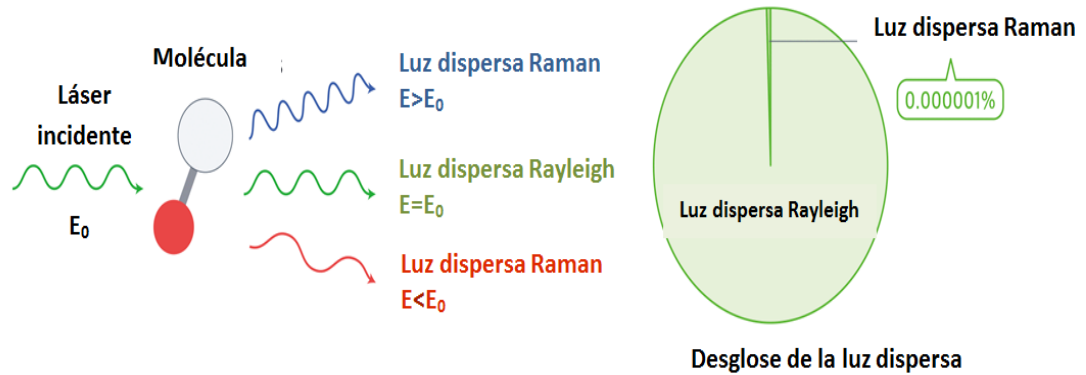 Molécula
Láser
incidente
E₀
Luz dispersa Raman
E>E₀
Luz dispersa Rayleigh
E=E₀
Luz dispersa Raman
E<E₀
Luz dispersa Raman
0.000001%
Luz dispersa Rayleigh
Desglose de la luz dispersa